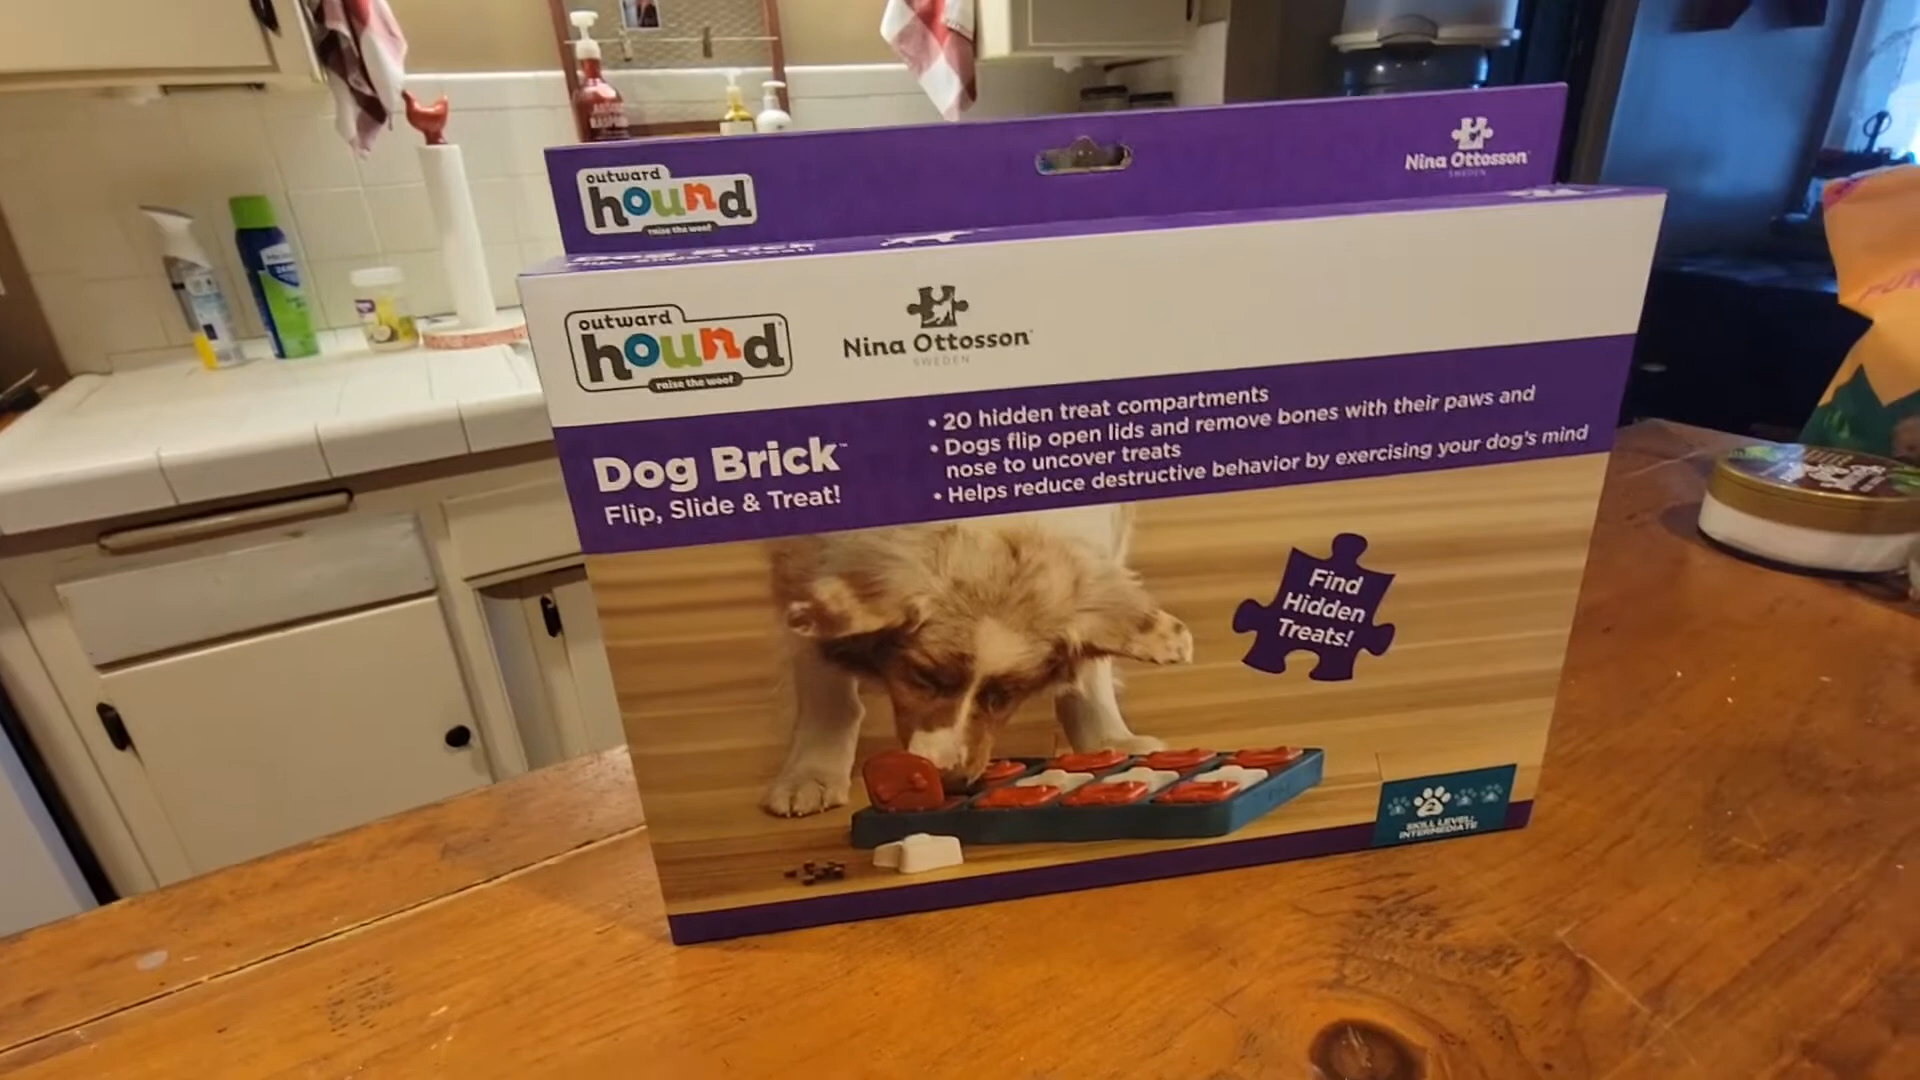 outward
hound
raise the woof
Nina Ottosson
SWEDEN
outward
hound
raise the woof
Nina Ottosson
SWEDEN
Dog Brick™
Flip, Slide & Treat!
• 20 hidden treat compartments
• Dogs flip open lids and remove bones with their paws and
nose to uncover treats
• Helps reduce destructive behavior by exercising your dog's mind
Find
Hidden
Treats!
2
SKILL LEVEL:
INTERMEDIATE